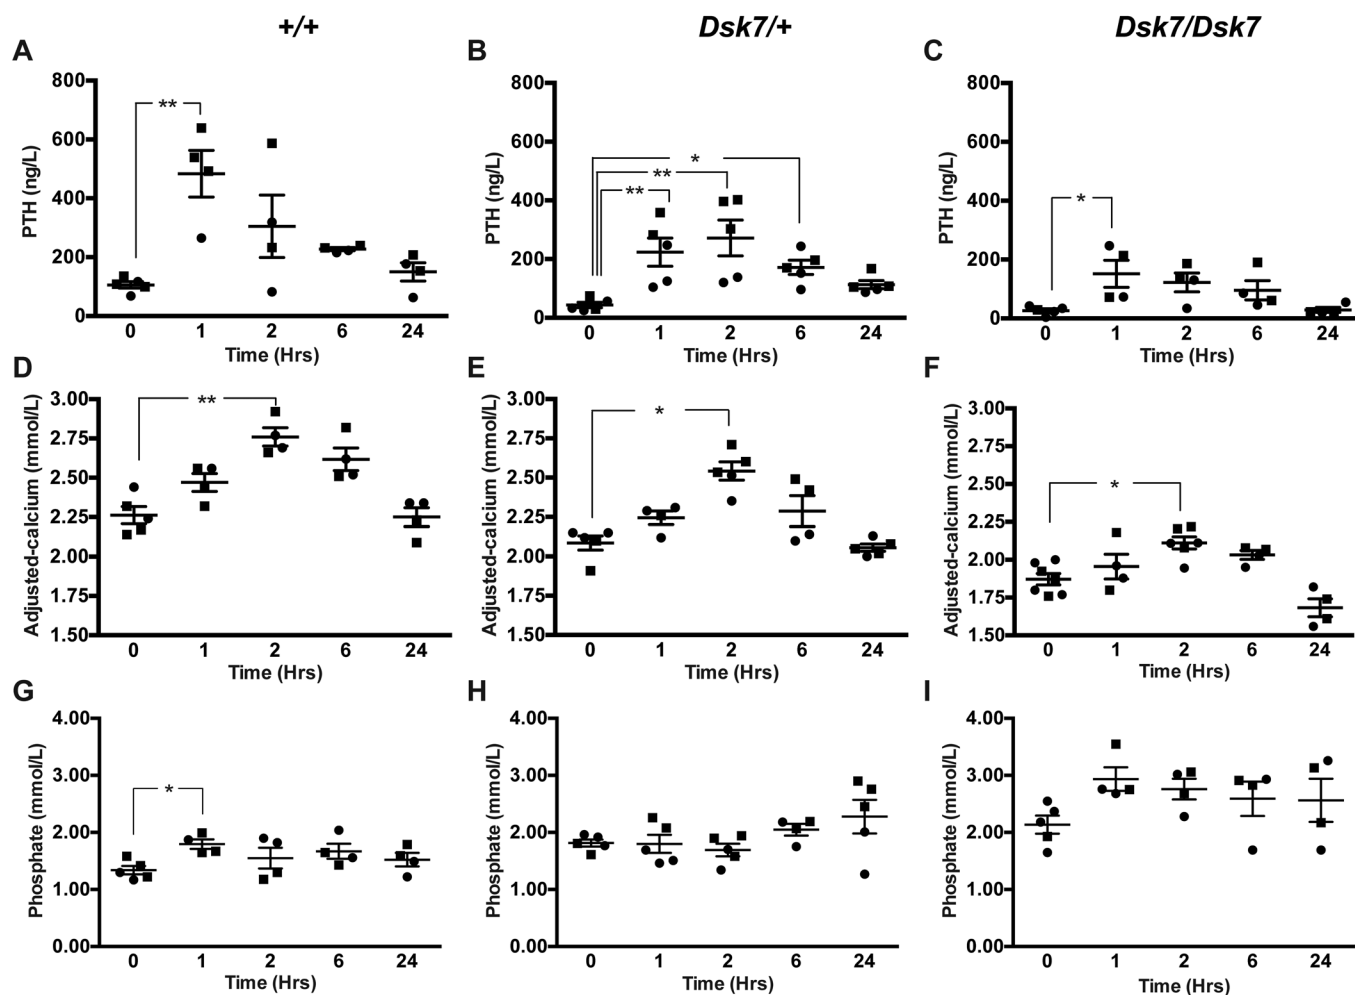 +/+ Dsk7/+ Dsk7/Dsk7
A
PTH (ng/L)
800
600
400
200
0
**
0 1 2 6 24
Time (Hrs)
B
PTH (ng/L)
800
600
400
200
0
*
**
**
0 1 2 6 24
Time (Hrs)
C
PTH (ng/L)
800
600
400
200
0
*
0 1 2 6 24
Time (Hrs)
D
Adjusted-calcium (mmol/L)
3.00
2.75
2.50
2.25
2.00
1.75
1.50
**
0 1 2 6 24
Time (Hrs)
E
Adjusted-calcium (mmol/L)
3.00
2.75
2.50
2.25
2.00
1.75
1.50
*
0 1 2 6 24
Time (Hrs)
F
Adjusted-calcium (mmol/L)
3.00
2.75
2.50
2.25
2.00
1.75
1.50
*
0 1 2 6 24
Time (Hrs)
G
Phosphate (mmol/L)
4.00
3.00
2.00
1.00
0.00
*
0 1 2 6 24
Time (Hrs)
H
Phosphate (mmol/L)
4.00
3.00
2.00
1.00
0.00
0 1 2 6 24
Time (Hrs)
I
Phosphate (mmol/L)
4.00
3.00
2.00
1.00
0.00
0 1 2 6 24
Time (Hrs)